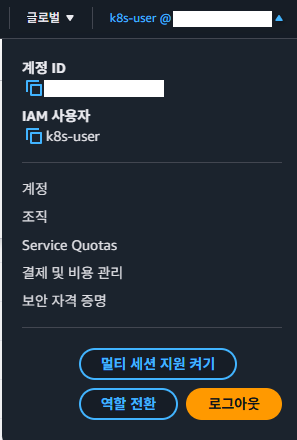 글로벌 k8s-user @
계정 ID
IAM 사용자
k8s-user
계정
조직
Service Quotas
결제 및 비용 관리
보안 자격 증명
멀티 세션 지원 켜기
역할 전환 로그아웃